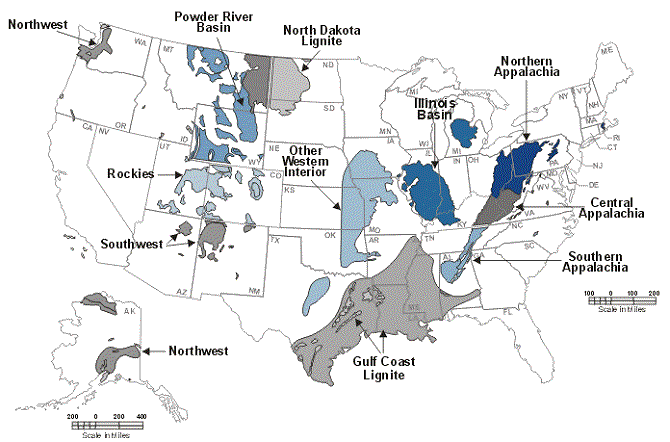 Northwest
Powder River
Basin
North Dakota
Lignite
Northern
Appalachia
Illinois
Basin
Other
Western
Interior
Rockies
Southwest
Central
Appalachia
Southern
Appalachia
Gulf Coast
Lignite
Northwest
WA
MT
ND
ME
SD
MN
IA
WI
IL
MI
MI
IN
OH
NY
VT
NH
MA
RI
CT
NJ
PA
MD
DE
WV
VA
KY
NC
TN
SC
AL
GA
FL
MS
LA
MO
AR
OK
KS
NE
WY
CO
ID
OR
CA
NV
UT
AZ
NM
TX
AK
100 0 100 200
Scale in Miles
200 0 200 400
Scale in Miles